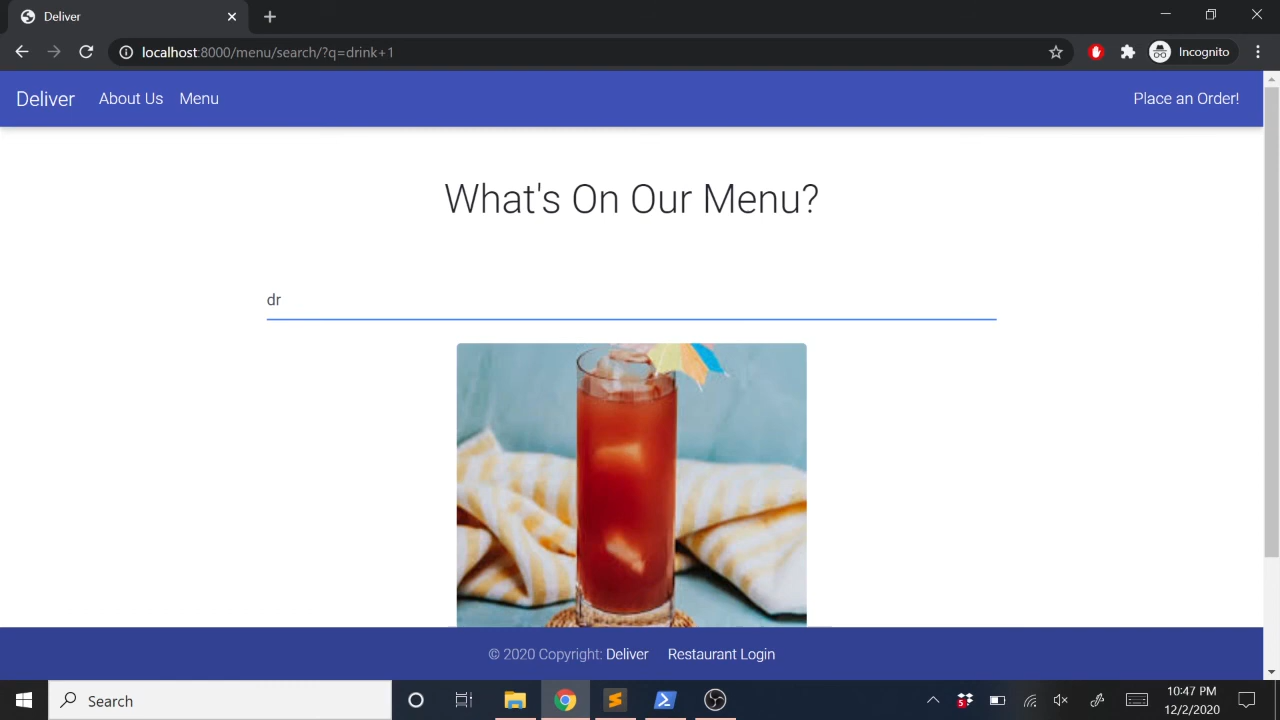 Deliver
localhost:8000/menu/search/?q=drink+1
Incognito
Deliver About Us Menu Place an Order!
What's On Our Menu?
dr
© 2020 Copyright: Deliver Restaurant Login
Search
5
10:47 PM
12/2/2020